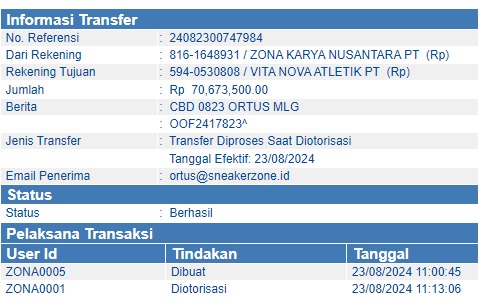 Informasi Transfer
No. Referensi : 24082300747984
Dari Rekening : 816-1648931 / ZONA KARYA NUSANTARA PT (Rp)
Rekening Tujuan : 594-0530808 / VITA NOVA ATLETIK PT (Rp)
Jumlah : Rp 70,673,500.00
Berita : CBD 0823 ORTUS MLG
: OOF2417823^
Jenis Transfer : Transfer Diproses Saat Diotorisasi
Tanggal Efektif: 23/08/2024
Email Penerima : ortus@sneakerzone.id
Status
Status : Berhasil
Pelaksana Transaksi
User Id Tindakan Tanggal
ZONA0005 Dibuat 23/08/2024 11:00:45
ZONA0001 Diotorisasi 23/08/2024 11:13:06